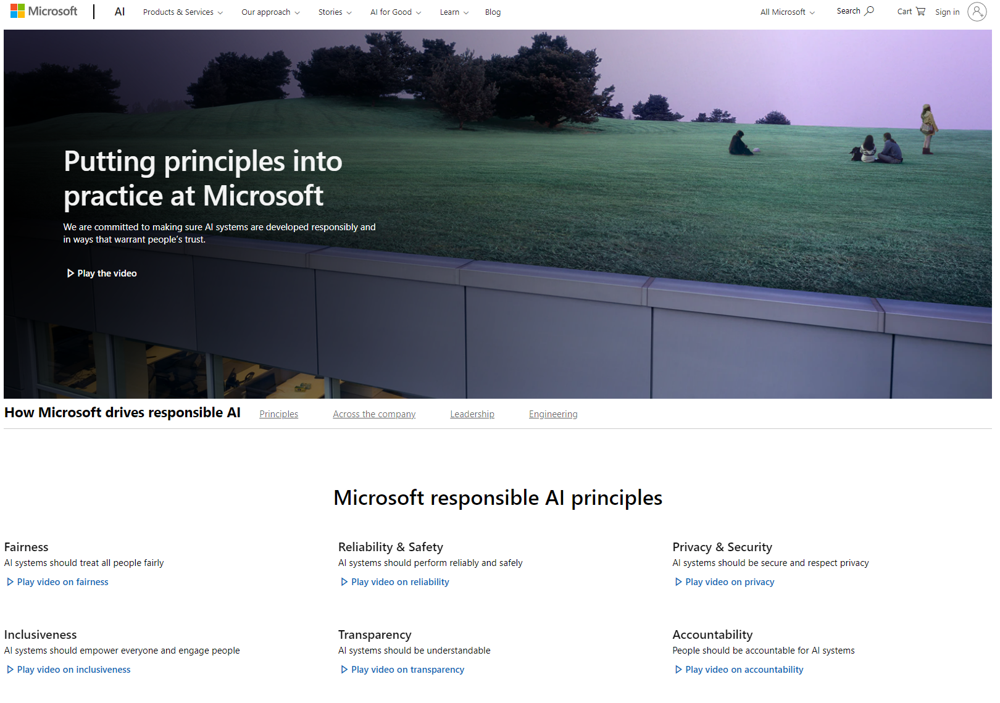 Microsoft
AI
Products & Services
Our approach
Stories
AI for Good
Learn
Blog
All Microsoft
Search
Cart
Sign in
Putting principles into
practice at Microsoft
We are committed to making sure AI systems are developed responsibly and
in ways that warrant people's trust.
Play the video
How Microsoft drives responsible AI
Principles
Across the company
Leadership
Engineering
Microsoft responsible AI principles
Fairness
AI systems should treat all people fairly
Play video on fairness
Reliability & Safety
AI systems should perform reliably and safely
Play video on reliability
Privacy & Security
AI systems should be secure and respect privacy
Play video on privacy
Inclusiveness
AI systems should empower everyone and engage people
Play video on inclusiveness
Transparency
AI systems should be understandable
Play video on transparency
Accountability
People should be accountable for AI systems
Play video on accountability